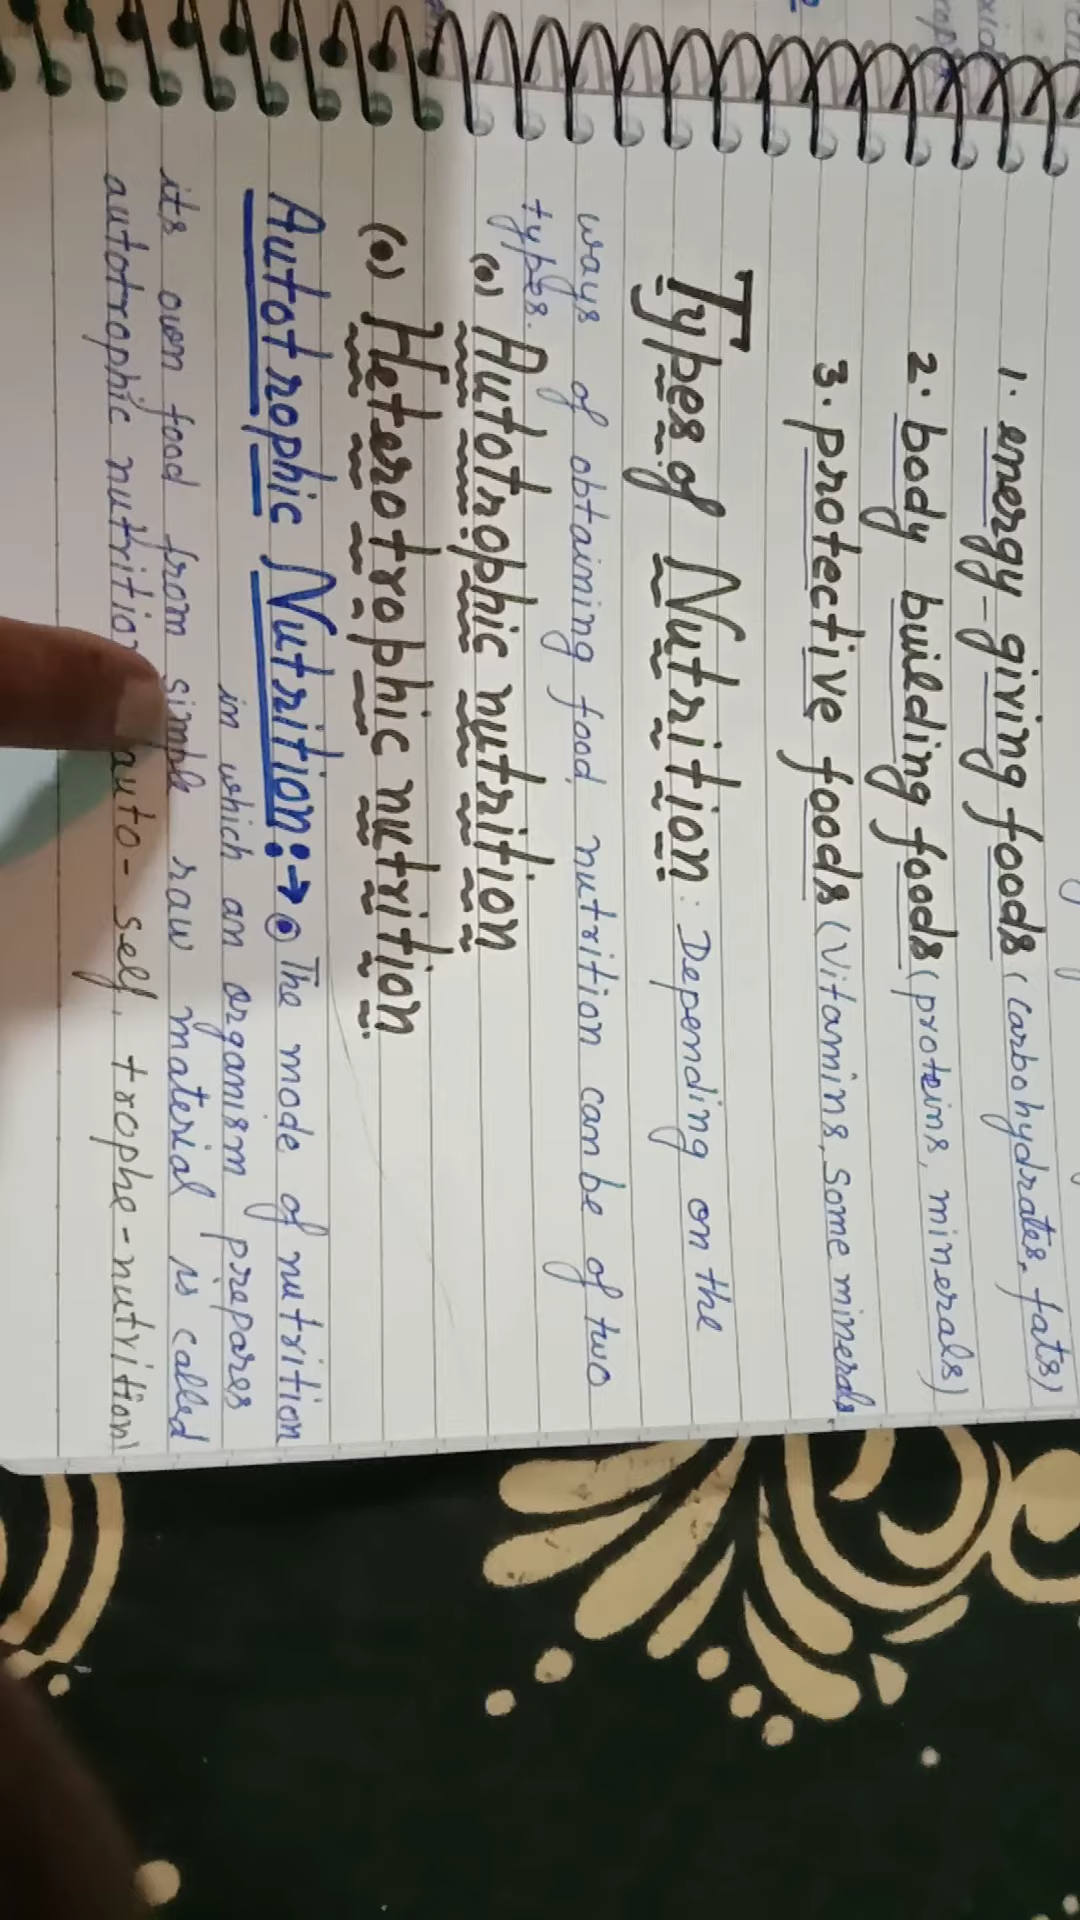 1. energy-giving foods (carbohydrates, fats)
2. body building foods (proteins, minerals)
3. protective foods (Vitamins, Some minerals
Types of Nutrition: Depending on the
ways of obtaining food, nutrition can be of two
types.
(•) Autotrophic nutrition
(•) Heterotrophic nutrition
Autotrophic Nutrition:→ ⦿ The mode of nutrition
in which an organism prepares
its own food from simple raw material is called
autotrophic nutrition auto-self, trophe-nutrition)